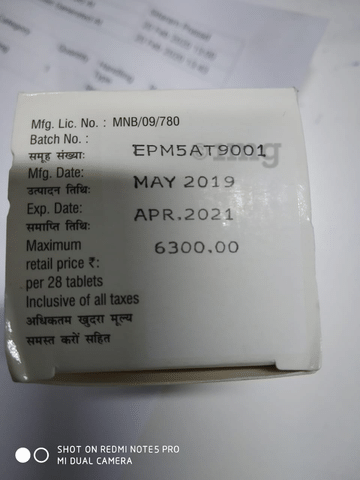 Mfg. Lic. No. : MNB/09/780
Batch No. :
समूह संख्याः EPM5AT9001
Mfg. Date: MAY 2019
उत्पादन तिथिः
Exp. Date: APR.2021
समाप्ति तिथिः
Maximum 6300.00
retail price ₹:
per 28 tablets
Inclusive of all taxes
अधिकतम खुदरा मूल्य
समस्त करों सहित
SHOT ON REDMI NOTE5 PRO
MI DUAL CAMERA